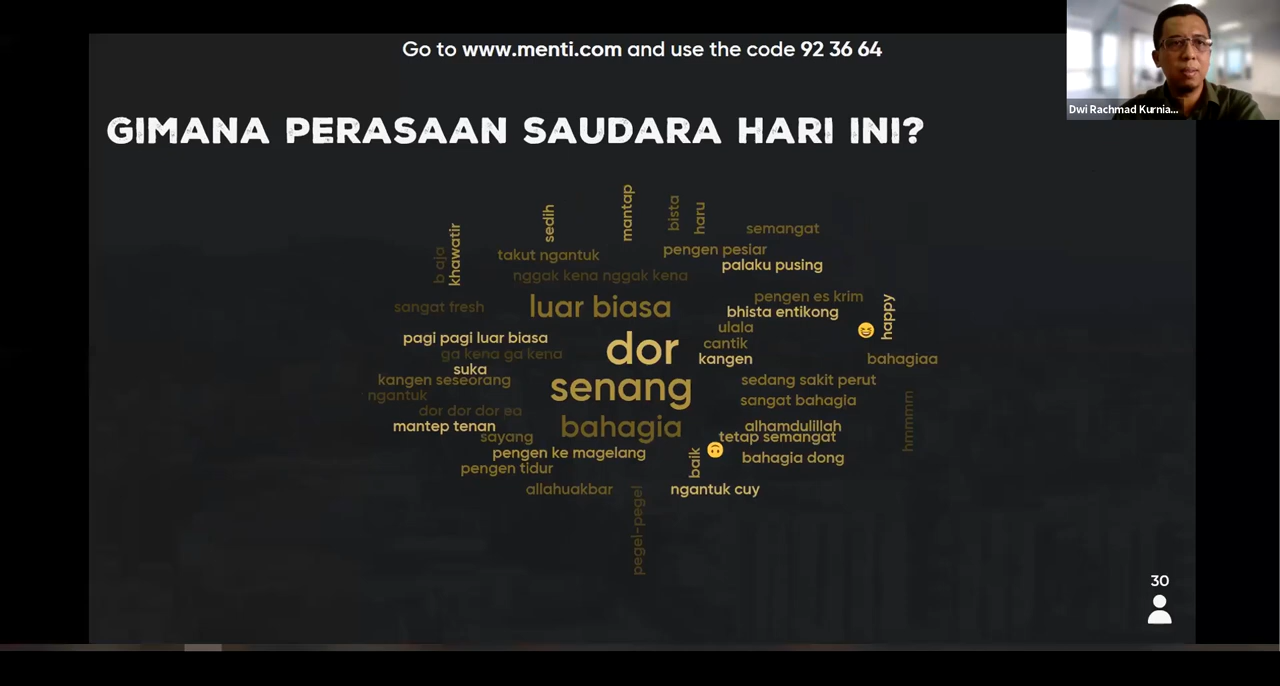 Go to www.menti.com and use the code 92 36 64
Dwi Rachmad Kurnia...
GIMANA PERASAAN SAUDARA HARI INI?
sedih
mantap
bista
haru
khawatir
b aja
semangat
takut ngantuk
pengen pesiar
palaku pusing
nggak kena nggak kena
sangat fresh
luar biasa
pengen es krim
bhista entikong
happy
ulala
pagi pagi luar biasa
dor
cantik
ga kena ga kena
kangen
bahagiaa
suka
kangen seseorang
senang
sedang sakit perut
ngantuk
sangat bahagia
dor dor dor ea
hmmmm
mantep tenan
bahagia
alhamdulillah
sayang
tetap semangat
pengen ke magelang
baik
bahagia dong
pengen tidur
allahuakbar
ngantuk cuy
pegel-pegel
30